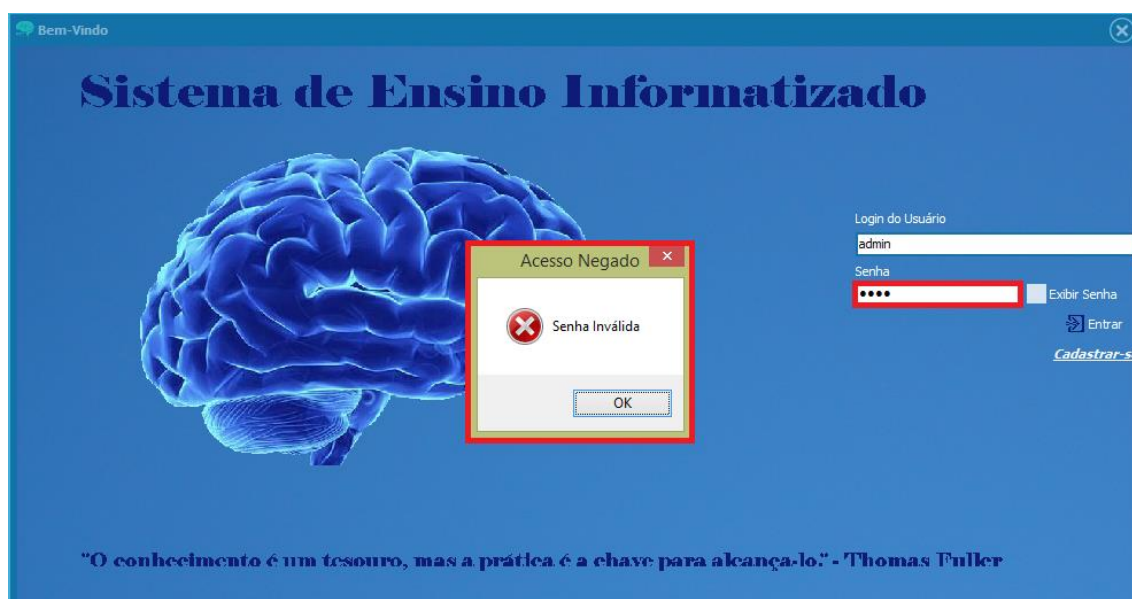 Bem-Vindo
Sistema de Ensino Informatizado
Login do Usuário
admin
Senha
••••
Exibir Senha
Entrar
Cadastrar-s
Acesso Negado
Senha Inválida
OK
"O conhecimento é um tesouro, mas a prática é a chave para alcança-lo." - Thomas Fuller